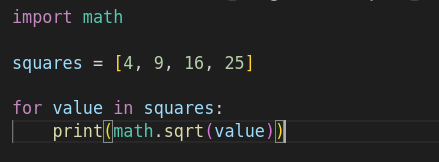 import math
squares = [4, 9, 16, 25]
for value in squares:
    print(math.sqrt(value))